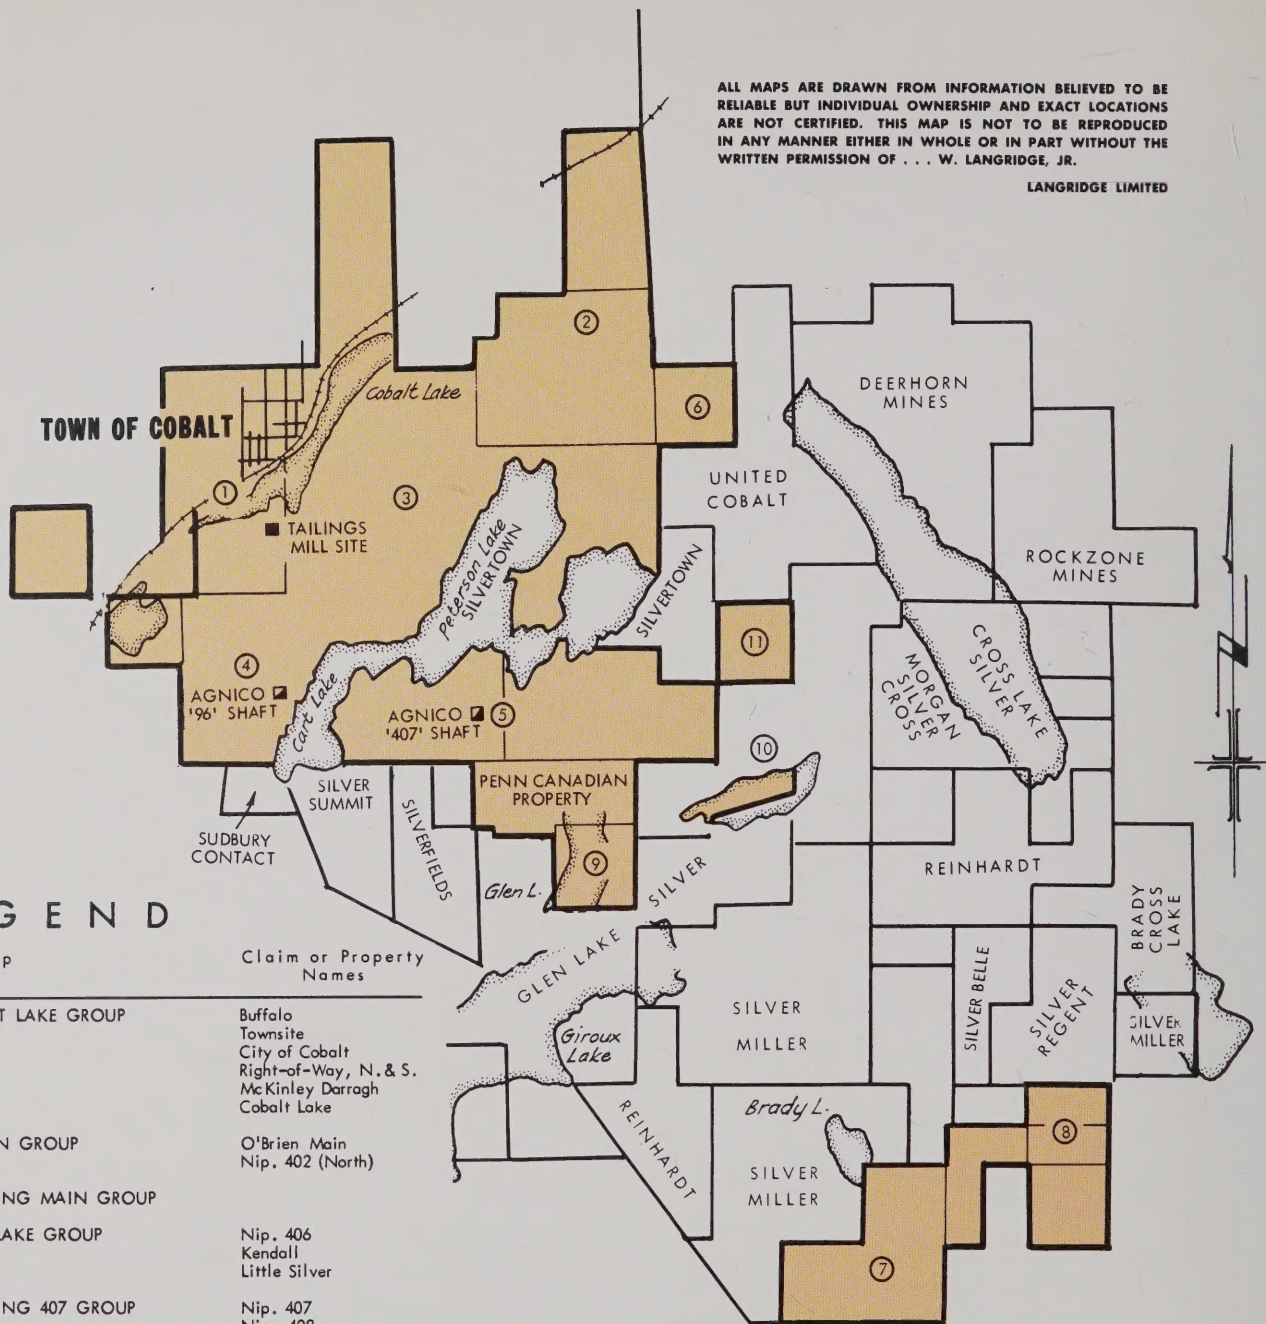 ALL MAPS ARE DRAWN FROM INFORMATION BELIEVED TO BE
RELIABLE BUT INDIVIDUAL OWNERSHIP AND EXACT LOCATIONS
ARE NOT CERTIFIED. THIS MAP IS NOT TO BE REPRODUCED
IN ANY MANNER EITHER IN WHOLE OR IN PART WITHOUT THE
WRITTEN PERMISSION OF . . . W. LANGRIDGE, JR.
LANGRIDGE LIMITED
2
Cobalt Lake
DEERHORN
MINES
6
TOWN OF COBALT
UNITED
COBALT
1
3
TAILINGS
MILL SITE
Peterson Lake
SILVERTOWN
SILVERTOWN
ROCKZONE
MINES
11
CROSS LAKE
SILVER
MORGAN
SILVER
CROSS
4
AGNICO
'96' SHAFT
Cart Lake
AGNICO
'407' SHAFT
5
10
SILVER
SUMMIT
PENN CANADIAN
PROPERTY
SUDBURY
CONTACT
SILVERFIELDS
9
Glen L.
SILVER
GLEN LAKE
REINHARDT
BRADY
CROSS
LAKE
SILVER
MILLER
SILVER BELLE
SILVER
REGENT
SILVER
MILLER
Giroux
Lake
REINHARDT
Brady L.
8
SILVER
MILLER
7
GEND
P
Claim or Property
Names
T LAKE GROUP
Buffalo
Townsite
City of Cobalt
Right-of-Way, N. & S.
McKinley Darragh
Cobalt Lake
N GROUP
O'Brien Main
Nip. 402 (North)
NG MAIN GROUP
AKE GROUP
Nip. 406
Kendall
Little Silver
NG 407 GROUP
Nip. 407